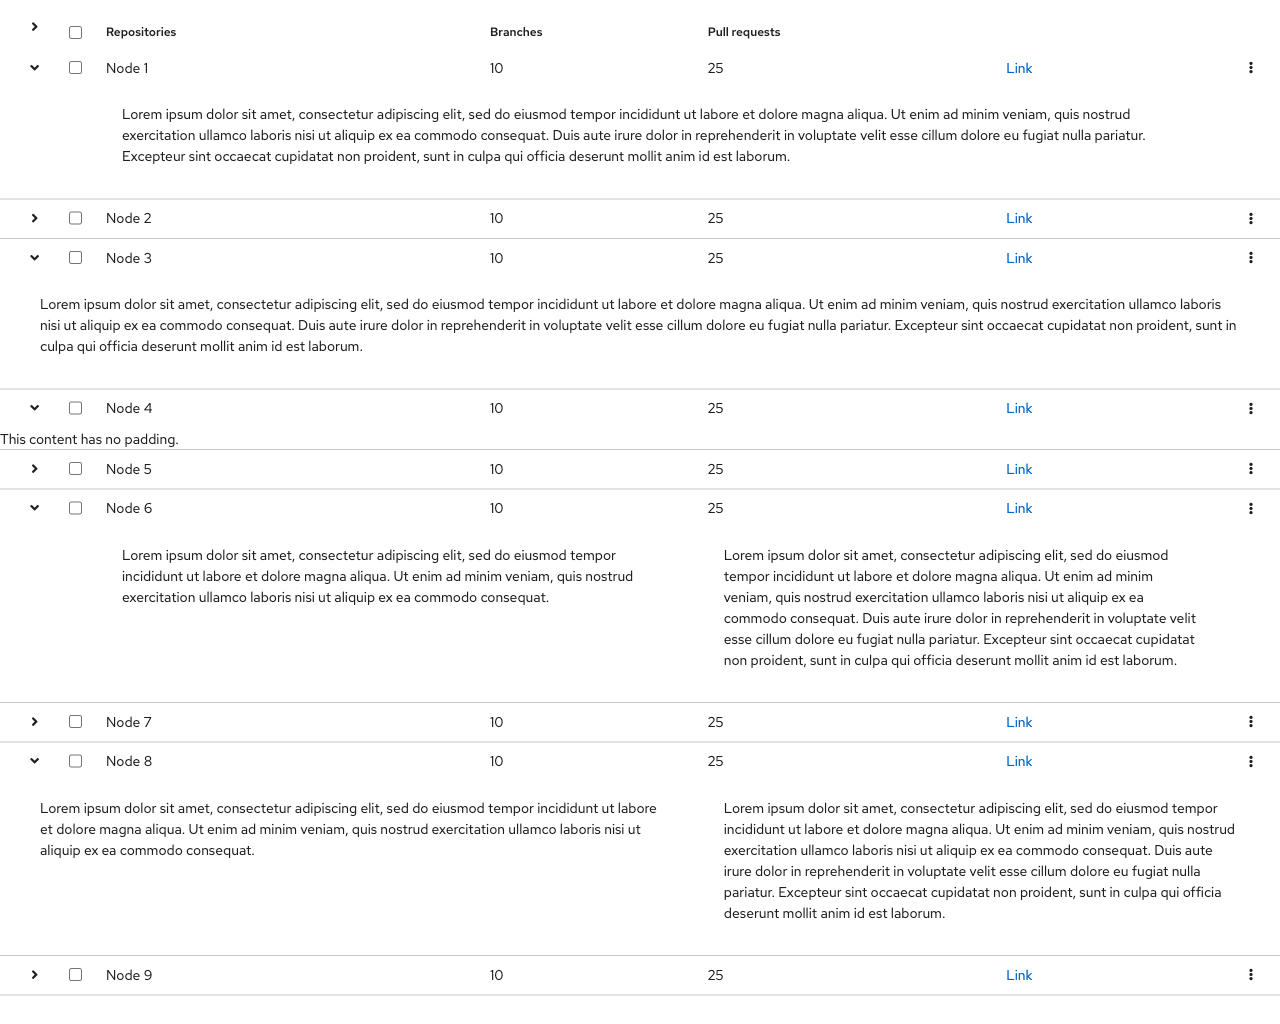 Repositories Branches Pull requests
Node 1 10 25 Link
Lorem ipsum dolor sit amet, consectetur adipiscing elit, sed do eiusmod tempor incididunt ut labore et dolore magna aliqua. Ut enim ad minim veniam, quis nostrud
exercitation ullamco laboris nisi ut aliquip ex ea commodo consequat. Duis aute irure dolor in reprehenderit in voluptate velit esse cillum dolore eu fugiat nulla pariatur.
Excepteur sint occaecat cupidatat non proident, sunt in culpa qui officia deserunt mollit anim id est laborum.
Node 2 10 25 Link
Node 3 10 25 Link
Lorem ipsum dolor sit amet, consectetur adipiscing elit, sed do eiusmod tempor incididunt ut labore et dolore magna aliqua. Ut enim ad minim veniam, quis nostrud exercitation ullamco laboris
nisi ut aliquip ex ea commodo consequat. Duis aute irure dolor in reprehenderit in voluptate velit esse cillum dolore eu fugiat nulla pariatur. Excepteur sint occaecat cupidatat non proident, sunt in
culpa qui officia deserunt mollit anim id est laborum.
Node 4 10 25 Link
This content has no padding.
Node 5 10 25 Link
Node 6 10 25 Link
Lorem ipsum dolor sit amet, consectetur adipiscing elit, sed do eiusmod tempor
incididunt ut labore et dolore magna aliqua. Ut enim ad minim veniam, quis nostrud
exercitation ullamco laboris nisi ut aliquip ex ea commodo consequat.
Lorem ipsum dolor sit amet, consectetur adipiscing elit, sed do eiusmod
tempor incididunt ut labore et dolore magna aliqua. Ut enim ad minim
veniam, quis nostrud exercitation ullamco laboris nisi ut aliquip ex ea
commodo consequat. Duis aute irure dolor in reprehenderit in voluptate velit
esse cillum dolore eu fugiat nulla pariatur. Excepteur sint occaecat cupidatat
non proident, sunt in culpa qui officia deserunt mollit anim id est laborum.
Node 7 10 25 Link
Node 8 10 25 Link
Lorem ipsum dolor sit amet, consectetur adipiscing elit, sed do eiusmod tempor incididunt ut labore
et dolore magna aliqua. Ut enim ad minim veniam, quis nostrud exercitation ullamco laboris nisi ut
aliquip ex ea commodo consequat.
Lorem ipsum dolor sit amet, consectetur adipiscing elit, sed do eiusmod tempor
incididunt ut labore et dolore magna aliqua. Ut enim ad minim veniam, quis nostrud
exercitation ullamco laboris nisi ut aliquip ex ea commodo consequat. Duis aute
irure dolor in reprehenderit in voluptate velit esse cillum dolore eu fugiat nulla
pariatur. Excepteur sint occaecat cupidatat non proident, sunt in culpa qui officia
deserunt mollit anim id est laborum.
Node 9 10 25 Link